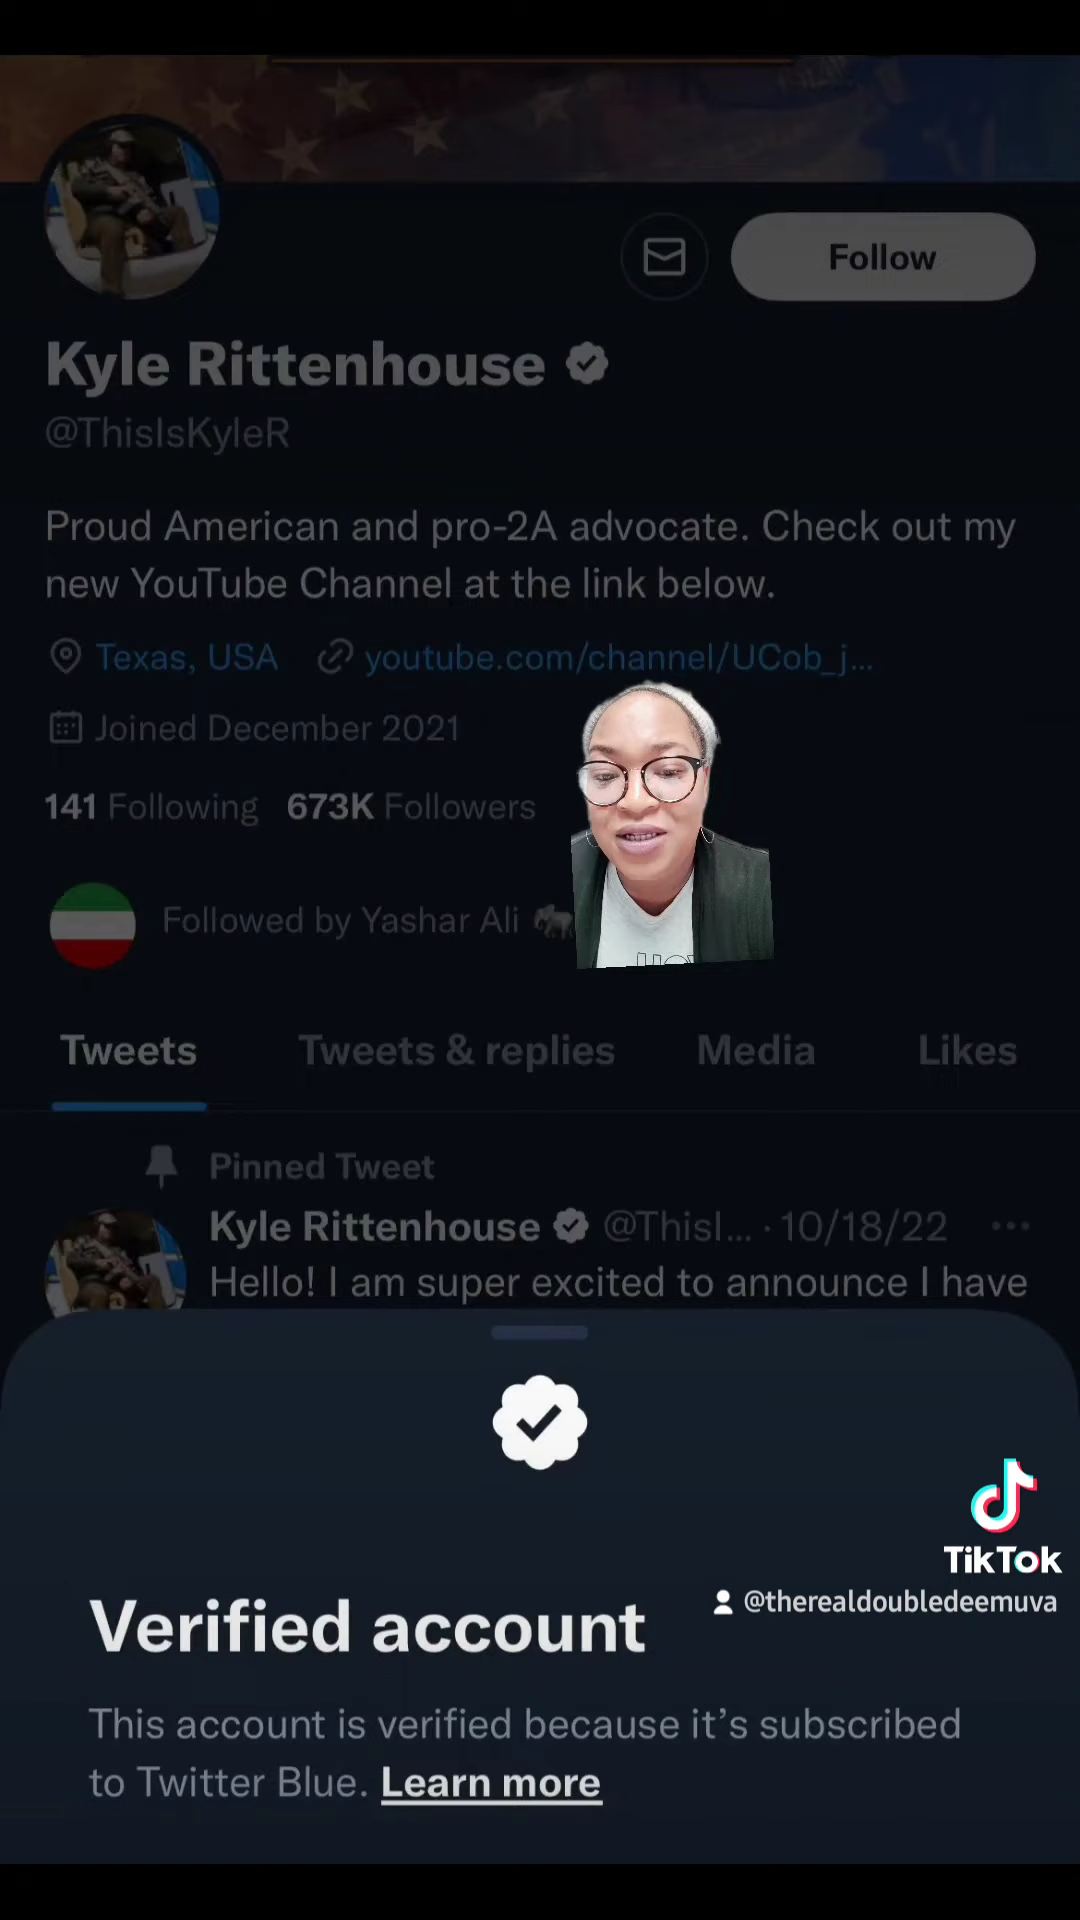 Follow
Kyle Rittenhouse
@ThisIsKyleR
Proud American and pro-2A advocate. Check out my
new YouTube Channel at the link below.
Texas, USA youtube.com/channel/UCob_j...
Joined December 2021
141 Following 673K Followers
Followed by Yashar Ali
Tweets Tweets & replies Media Likes
Pinned Tweet
Kyle Rittenhouse @ThisI... · 10/18/22
Hello! I am super excited to announce I have
TikTok
@therealdoubledeemuva
Verified account
This account is verified because it's subscribed
to Twitter Blue. Learn more